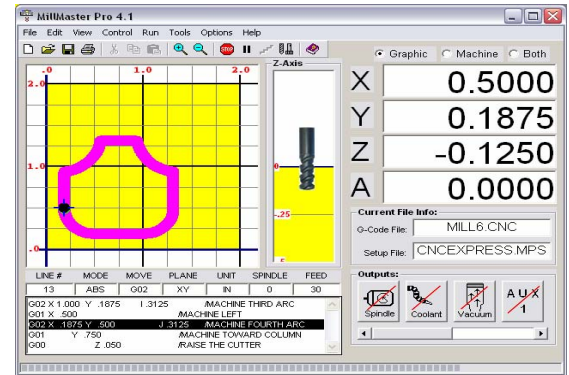 MillMaster Pro 4.1
File Edit View Control Run Tools Options Help
Graphic Machine Both
.0 1.0 2.0
2.0
1.0
.0
Z-Axis
0
-.25
-.5
X 0.5000
Y 0.1875
Z -0.1250
A 0.0000
Current File Info:
G-Code File: MILL6.CNC
Setup File: CNCEXPRESS.MPS
LINE # MODE MOVE PLANE UNIT SPINDLE FEED
13 ABS G02 XY IN 0 30
G02 X 1.000 Y .1875 I .3125 /MACHINE THIRD ARC
G01 X .500 /MACHINE LEFT
G02 X .1875 Y .500 J .3125 /MACHINE FOURTH ARC
G01 Y .750 /MACHINE TOWARD COLUMN
G00 Z .050 /RAISE THE CUTTER
Outputs:
Spindle Coolant Vacuum AUX 1